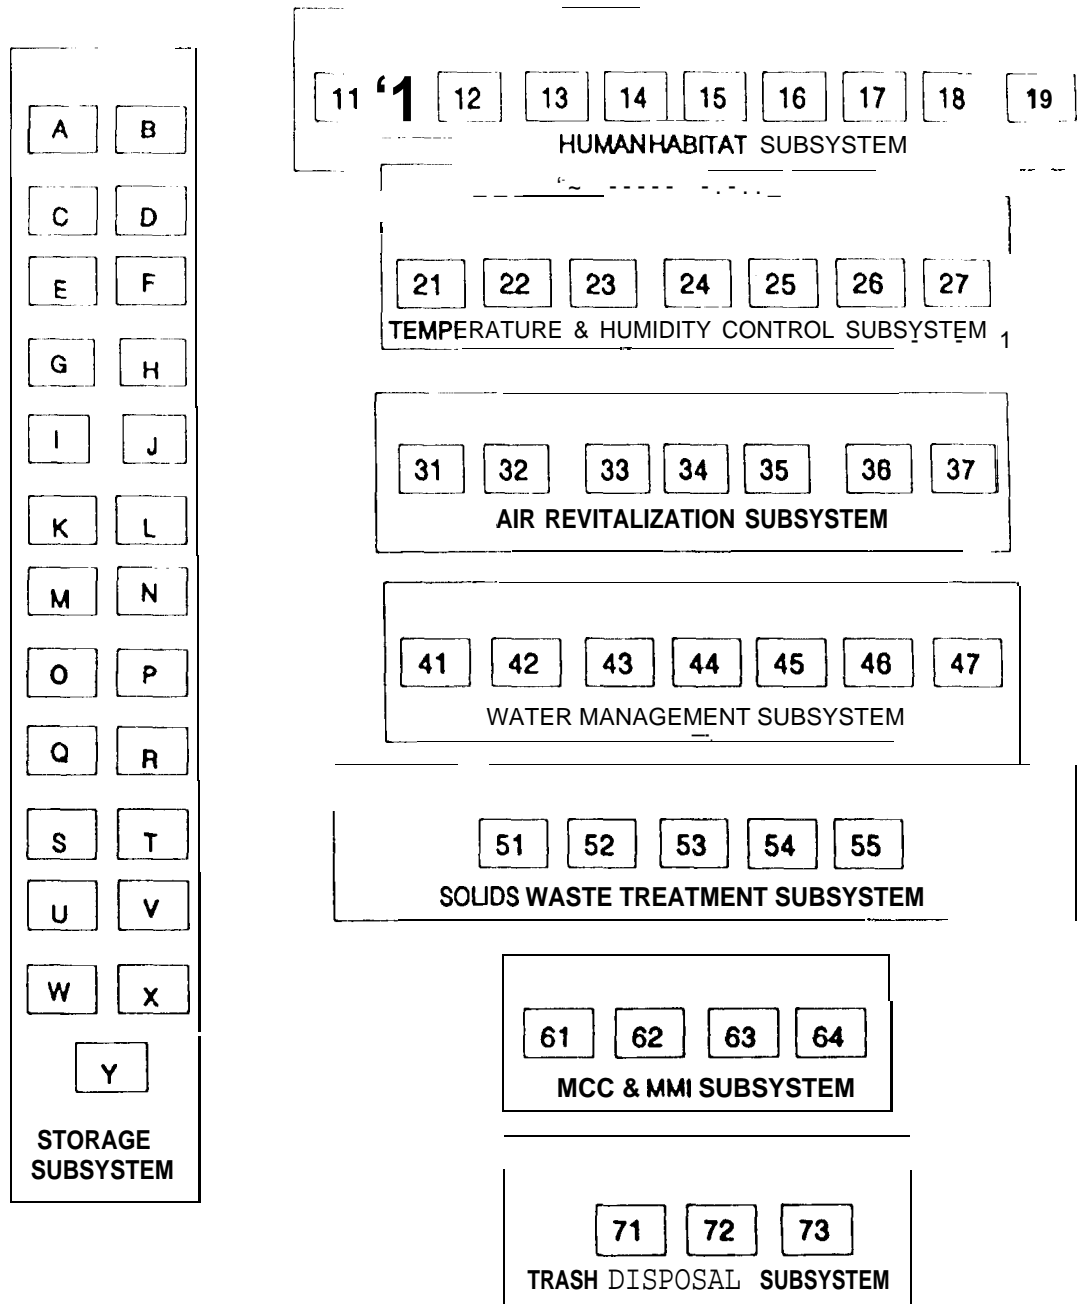 A B
C D
E F
G H
I J
K L
M N
O P
Q R
S T
U V
W X
Y
STORAGE
SUBSYSTEM
11 '1 12 13 14 15 16 17 18 19
HUMAN HABITAT SUBSYSTEM
21 22 23 24 25 26 27
TEMPERATURE & HUMIDITY CONTROL SUBSYSTEM 1
31 32 33 34 35 36 37
AIR REVITALIZATION SUBSYSTEM
41 42 43 44 45 46 47
WATER MANAGEMENT SUBSYSTEM
51 52 53 54 55
SOLIDS WASTE TREATMENT SUBSYSTEM
61 62 63 64
MCC & MMI SUBSYSTEM
71 72 73
TRASH DISPOSAL SUBSYSTEM